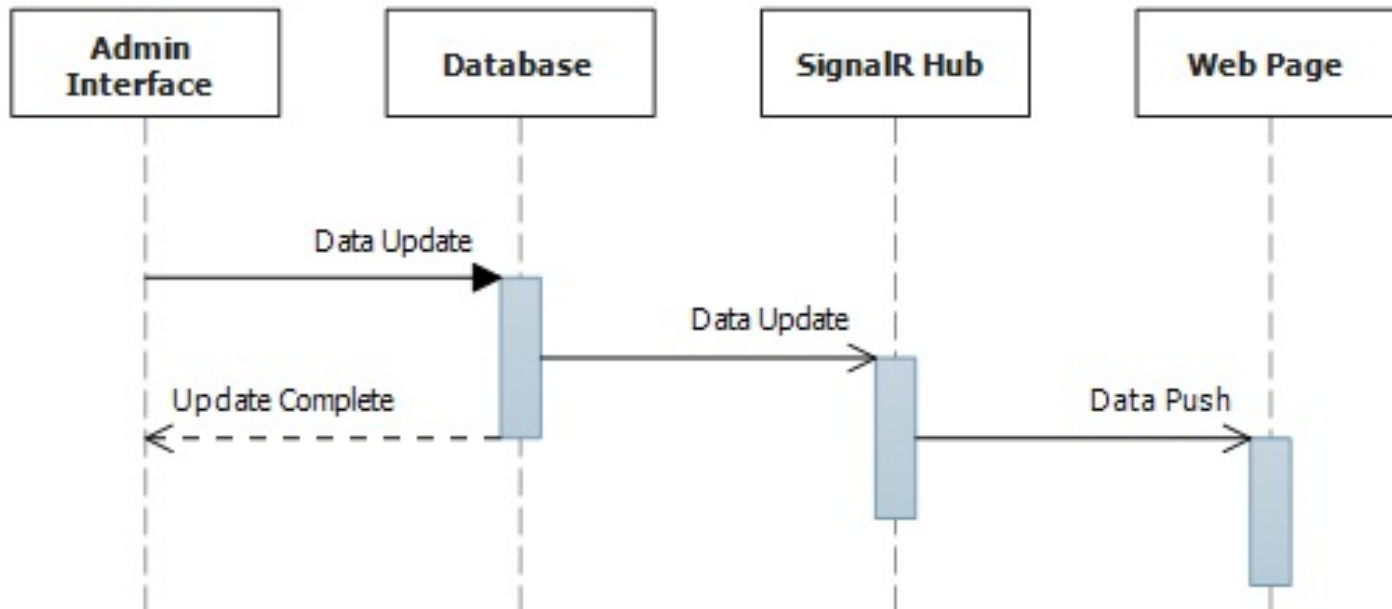 Admin
Interface
Database
SignalR Hub
Web Page
Data Update
Data Update
Update Complete
Data Push